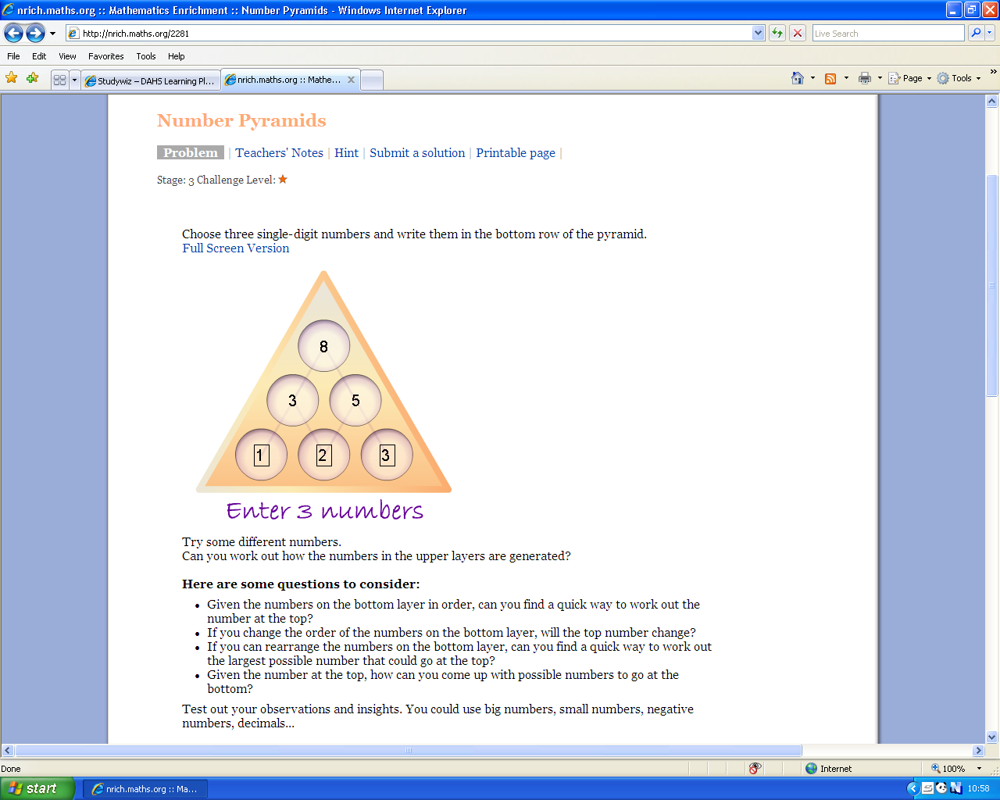 nrich.maths.org :: Mathematics Enrichment :: Number Pyramids - Windows Internet Explorer
http://nrich.maths.org/2281
Live Search
File Edit View Favorites Tools Help
Studywiz – DAHS Learning Pl...
nrich.maths.org :: Mathe...
Page
Tools
Number Pyramids
Problem | Teachers' Notes | Hint | Submit a solution | Printable page |
Stage: 3 Challenge Level:
Choose three single-digit numbers and write them in the bottom row of the pyramid.
Full Screen Version
8
3 5
1 2 3
Enter 3 numbers
Try some different numbers.
Can you work out how the numbers in the upper layers are generated?
Here are some questions to consider:
• Given the numbers on the bottom layer in order, can you find a quick way to work out the
number at the top?
• If you change the order of the numbers on the bottom layer, will the top number change?
• If you can rearrange the numbers on the bottom layer, can you find a quick way to work out
the largest possible number that could go at the top?
• Given the number at the top, how can you come up with possible numbers to go at the
bottom?
Test out your observations and insights. You could use big numbers, small numbers, negative
numbers, decimals...
Done
Internet
100%
start
nrich.maths.org :: Ma...
10:58